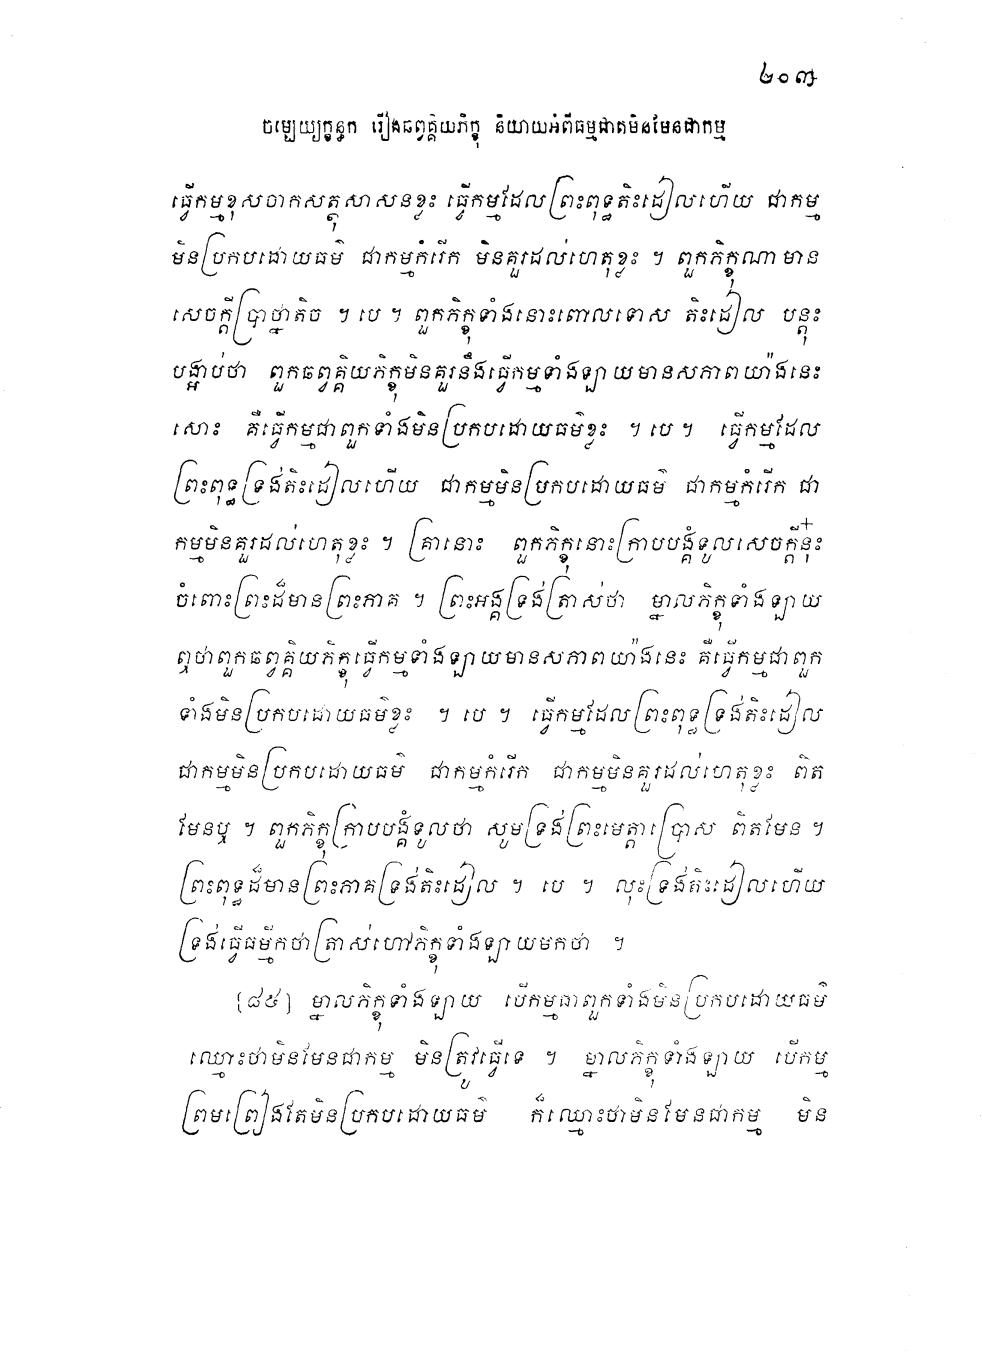 ២០៣
ចម្បេយ្យក្ខន្ធក រឿងឆព្វគ្គិយភិក្ខុ និយាយអំពីធម្មជាតមិនមែនជាកម្ម
ធ្វើកម្មខុសចាកសត្ថុសាសនខ្លះ ធ្វើកម្មដែលព្រះពុទ្ធតិះដៀលហើយ ជាកម្ម
មិនប្រកបដោយធម៌ ជាកម្មកំរើក មិនគួរដល់ហេតុខ្លះ ។ ពួកភិក្ខុណាមាន
សេចក្តីប្រាថ្នាតិច ។ បេ ។ ពួកភិក្ខុទាំងនោះពោលទោស តិះដៀល បន្តុះ
បង្អាប់ថា ពួកឆព្វគ្គិយភិក្ខុមិនគួរនឹងធ្វើកម្មទាំងឡាយមានសភាពយ៉ាងនេះ
សោះ គឺធ្វើកម្មជាពួកទាំងមិនប្រកបដោយធម៌ខ្លះ ។ បេ ។ ធ្វើកម្មដែល
ព្រះពុទ្ធទ្រង់តិះដៀលហើយ ជាកម្មមិនប្រកបដោយធម៌ ជាកម្មកំរើក ជា
កម្មមិនគួរដល់ហេតុខ្លះ ។ គ្រានោះ ពួកភិក្ខុនោះក្រាបបង្គំទូលសេចក្តីនុ៎ះ
ចំពោះព្រះដ៏មានព្រះភាគ ។ ព្រះអង្គទ្រង់ត្រាស់ថា ម្នាលភិក្ខុទាំងឡាយ
ឮថាពួកឆព្វគ្គិយភិក្ខុធ្វើកម្មទាំងឡាយមានសភាពយ៉ាងនេះ គឺធ្វើកម្មជាពួក
ទាំងមិនប្រកបដោយធម៌ខ្លះ ។ បេ ។ ធ្វើកម្មដែលព្រះពុទ្ធទ្រង់តិះដៀល
ជាកម្មមិនប្រកបដោយធម៌ ជាកម្មកំរើក ជាកម្មមិនគួរដល់ហេតុខ្លះ ពិត
មែនឬ ។ ពួកភិក្ខុក្រាបបង្គំទូលថា សូមទ្រង់ព្រះមេត្តាប្រោស ពិតមែន ។
ព្រះពុទ្ធដ៏មានព្រះភាគទ្រង់តិះដៀល ។ បេ ។ លុះទ្រង់តិះដៀលហើយ
ទ្រង់ធ្វើធម្មីកថាត្រាស់ហៅភិក្ខុទាំងឡាយមកថា ។
[៨៥] ម្នាលភិក្ខុទាំងឡាយ បើកម្មជាពួកទាំងមិនប្រកបដោយធម៌
ឈ្មោះថាមិនមែនជាកម្ម មិនត្រូវធ្វើទេ ។ ម្នាលភិក្ខុទាំងឡាយ បើកម្ម
ព្រមព្រៀងតែមិនប្រកបដោយធម៌ ក៏ឈ្មោះថាមិនមែនជាកម្ម មិន